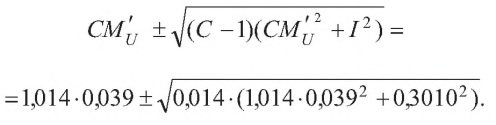 CM′_U ± √((C −1)(CM′_U² + I²)) =
=1,014·0,039 ± √(0,014·(1,014·0,039² +0,3010²)).